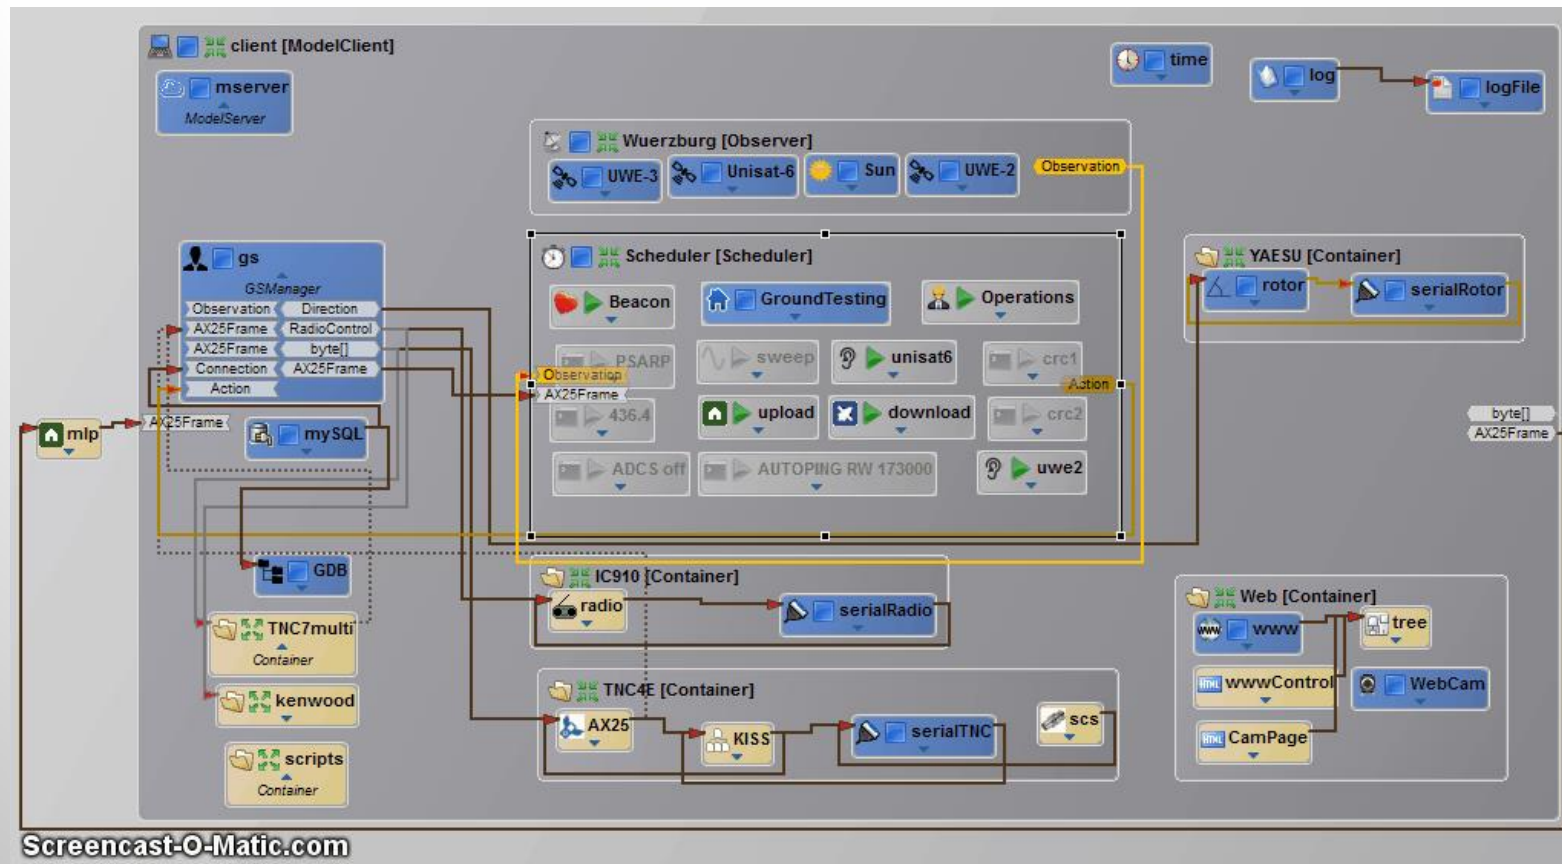 client [ModelClient]
mserver
ModelServer
time
log
logFile
Wuerzburg [Observer]
UWE-3
Unisat-6
Sun
UWE-2
Observation
gs
GSManager
Observation
Direction
AX25Frame
RadioControl
AX25Frame
byte[]
Connection
AX25Frame
Action
Scheduler [Scheduler]
Beacon
GroundTesting
Operations
PSARP
sweep
unisat6
crc1
Observation
Action
AX25Frame
436.4
upload
download
crc2
ADCS off
AUTOPING RW 173000
uwe2
YAESU [Container]
rotor
serialRotor
mlp
AX25Frame
mySQL
byte[]
AX25Frame
GDB
TNC7multi
Container
kenwood
scripts
Container
IC910 [Container]
radio
serialRadio
TNC4E [Container]
AX25
KISS
serialTNC
scs
Web [Container]
www
tree
HTML wwwControl
WebCam
HTML CamPage
Screencast-O-Matic.com